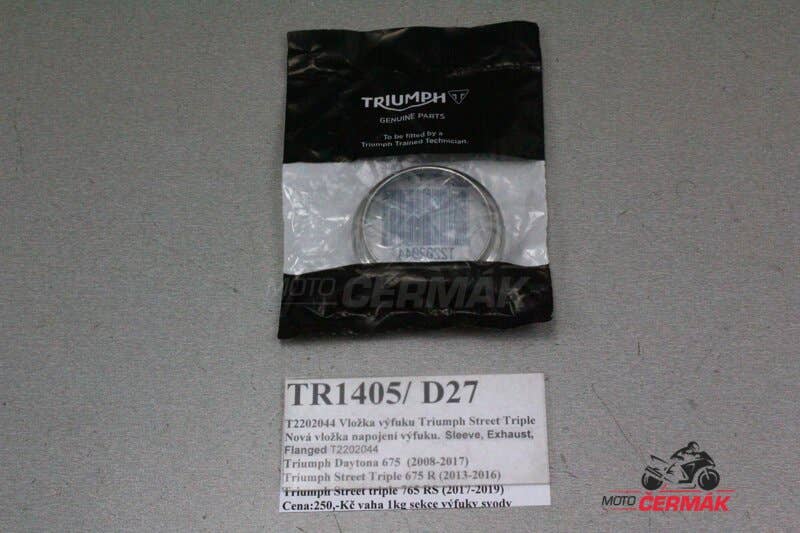 TRIUMPH
GENUINE PARTS
To be fitted by a
Triumph Trained Technician.
T2202044
MOTO ČERMÁK
TR1405/ D27
T2202044 Vložka výfuku Triumph Street Triple
Nová vložka napojení výfuku. Sleeve, Exhaust,
Flanged T2202044
Triumph Daytona 675 (2008-2017)
Triumph Street Triple 675 R (2013-2016)
Triumph Street triple 765 RS (2017-2019)
Cena:250,-Kč vaha 1kg sekce výfuky svody
MOTO ČERMÁK